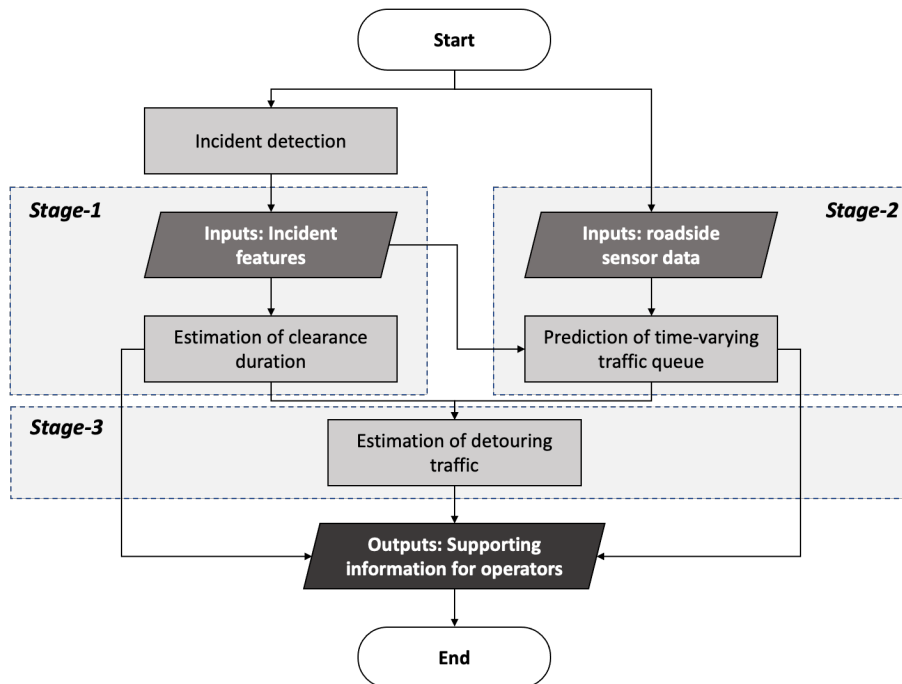 Start
Incident detection
Stage-1
Inputs: Incident
features
Estimation of clearance
duration
Stage-2
Inputs: roadside
sensor data
Prediction of time-varying
traffic queue
Stage-3
Estimation of detouring
traffic
Outputs: Supporting
information for operators
End